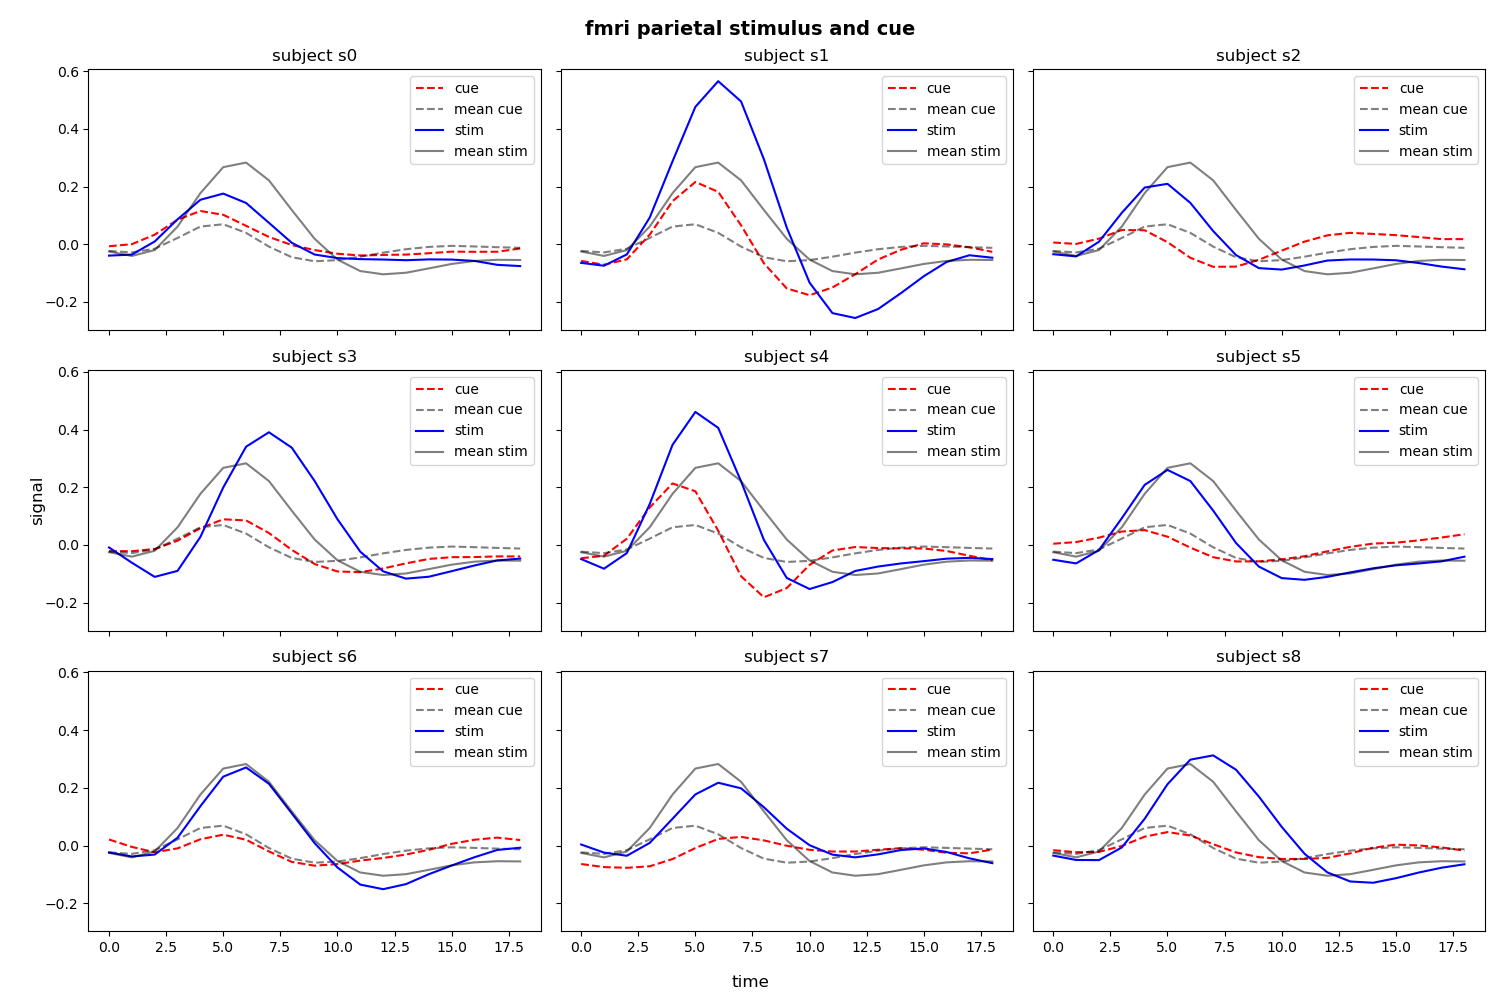 fmri parietal stimulus and cue
subject s0
0.6
0.4
0.2
0.0
−0.2
cue
mean cue
stim
mean stim
subject s1
cue
mean cue
stim
mean stim
subject s2
cue
mean cue
stim
mean stim
signal
subject s3
0.6
0.4
0.2
0.0
−0.2
cue
mean cue
stim
mean stim
subject s4
cue
mean cue
stim
mean stim
subject s5
cue
mean cue
stim
mean stim
subject s6
0.6
0.4
0.2
0.0
−0.2
cue
mean cue
stim
mean stim
0.0 2.5 5.0 7.5 10.0 12.5 15.0 17.5
subject s7
cue
mean cue
stim
mean stim
0.0 2.5 5.0 7.5 10.0 12.5 15.0 17.5
subject s8
cue
mean cue
stim
mean stim
0.0 2.5 5.0 7.5 10.0 12.5 15.0 17.5
time